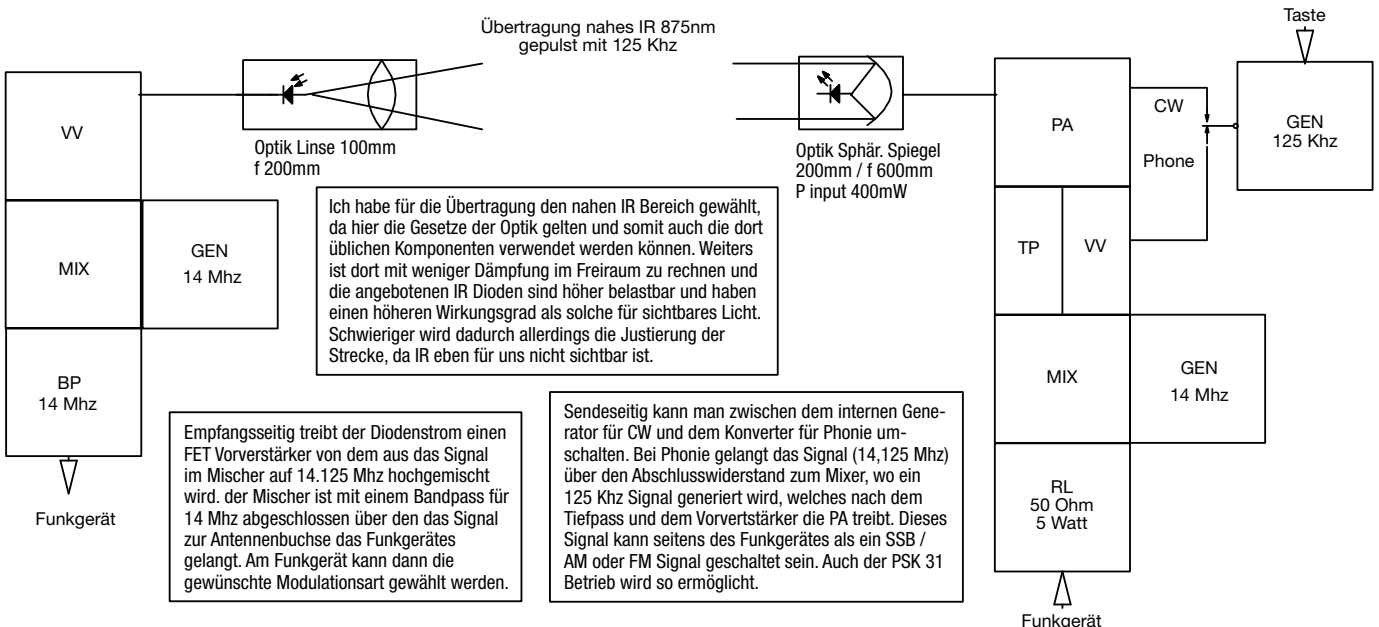 Übertragung nahes IR 875nm
gepulst mit 125 Khz
Taste
VV
Optik Linse 100mm
f 200mm
Optik Sphär. Spiegel
200mm / f 600mm
P input 400mW
PA
CW
Phone
GEN
125 Khz
MIX
GEN
14 Mhz
Ich habe für die Übertragung den nahen IR Bereich gewählt,
da hier die Gesetze der Optik gelten und somit auch die dort
üblichen Komponenten verwendet werden können. Weiters
ist dort mit weniger Dämpfung im Freiraum zu rechnen und
die angebotenen IR Dioden sind höher belastbar und haben
einen höheren Wirkungsgrad als solche für sichtbares Licht.
Schwieriger wird dadurch allerdings die Justierung der
Strecke, da IR eben für uns nicht sichtbar ist.
TP
VV
BP
14 Mhz
MIX
GEN
14 Mhz
Empfangsseitig treibt der Diodenstrom einen
FET Vorverstärker von dem aus das Signal
im Mischer auf 14.125 Mhz hochgemischt
wird. der Mischer ist mit einem Bandpass für
14 Mhz abgeschlossen über den das Signal
zur Antennenbuchse das Funkgerätes
gelangt. Am Funkgerät kann dann die
gewünschte Modulationsart gewählt werden.
Sendeseitig kann man zwischen dem internen Gene-
rator für CW und dem Konverter für Phonie um-
schalten. Bei Phonie gelangt das Signal (14,125 Mhz)
über den Abschlusswiderstand zum Mixer, wo ein
125 Khz Signal generiert wird, welches nach dem
Tiefpass und dem Vorvertstärker die PA treibt. Dieses
Signal kann seitens des Funkgerätes als ein SSB /
AM oder FM Signal geschaltet sein. Auch der PSK 31
Betrieb wird so ermöglicht.
RL
50 Ohm
5 Watt
Funkgerät
Funkgerät